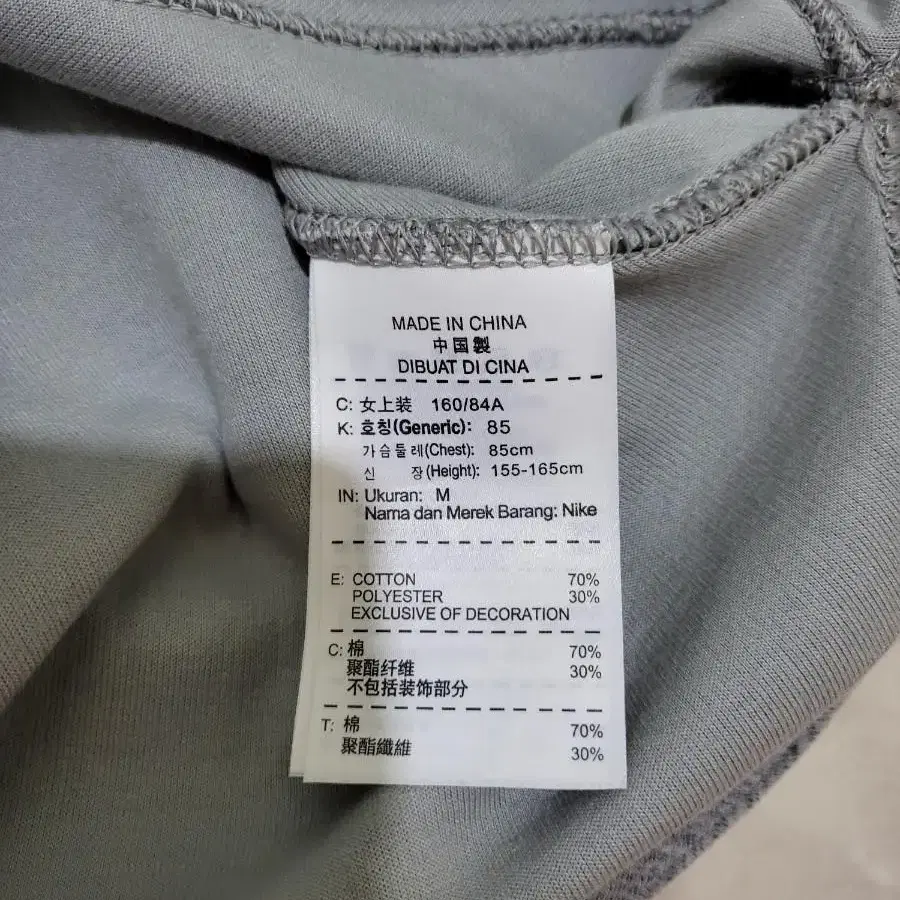 MADE IN CHINA
中国製
DIBUAT DI CINA
C: 女上装 160/84A
K: 호칭(Generic): 85
가슴둘레(Chest): 85cm
신 장(Height): 155-165cm
IN: Ukuran: M
Nama dan Merek Barang: Nike
E: COTTON 70%
POLYESTER 30%
EXCLUSIVE OF DECORATION
C: 棉 70%
聚酯纤维 30%
不包括装饰部分
T: 棉 70%
聚酯纖維 30%